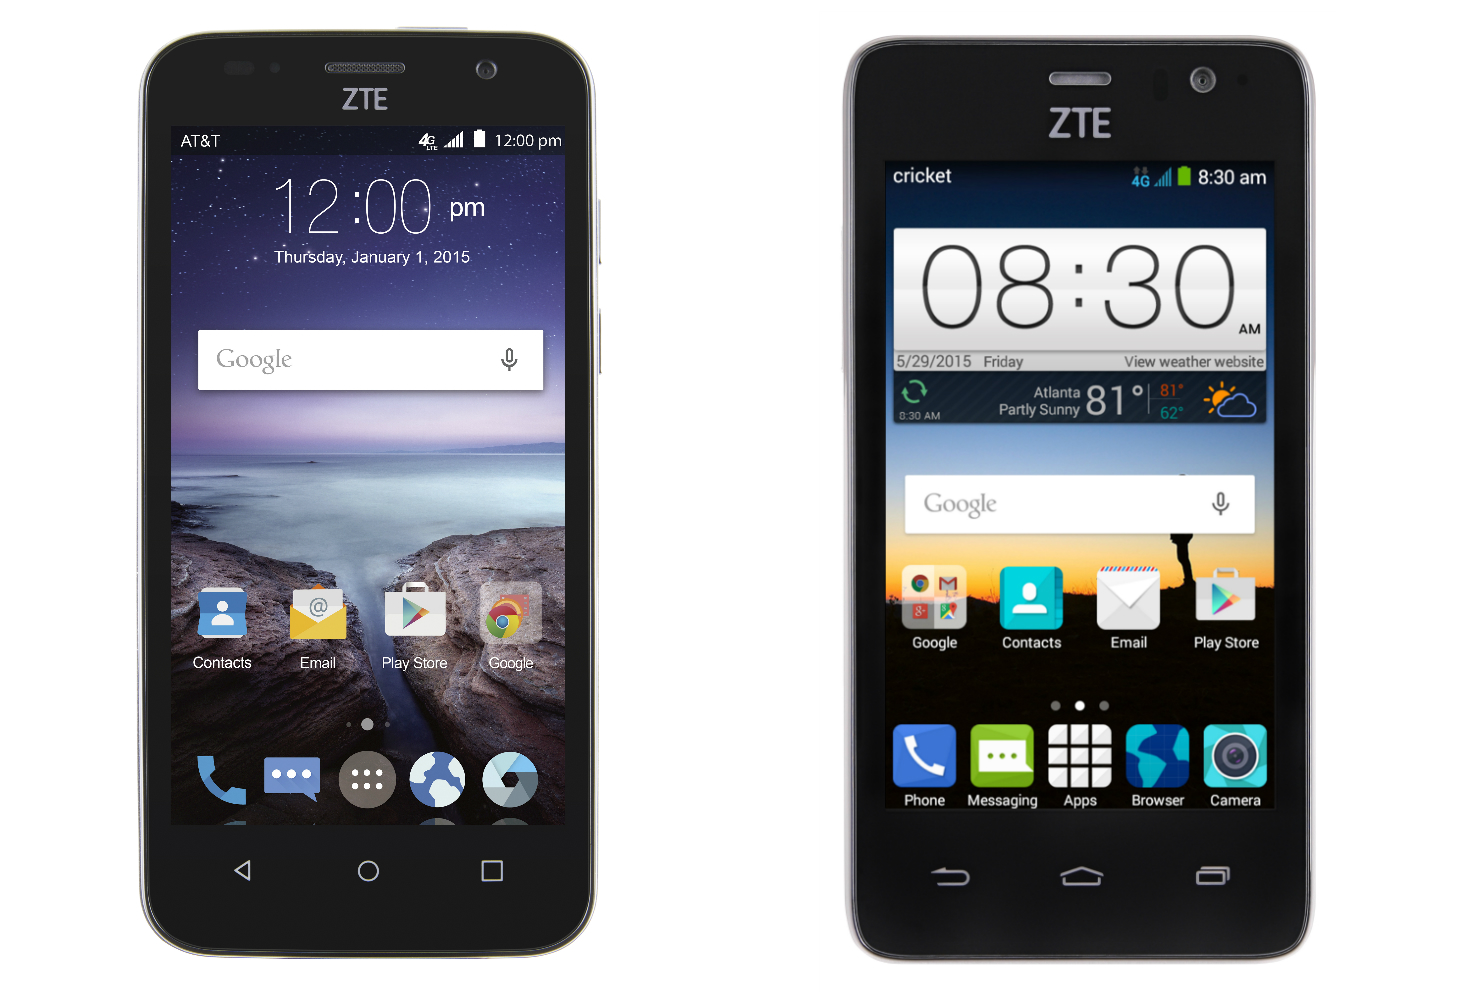 ZTE
AT&T 4G LTE 12:00 pm
12:00 pm
Thursday, January 1, 2015
Google
@
Contacts Email Play Store Google
ZTE
cricket 4G 8:30 am
08:30 AM
5/29/2015 Friday View weather website
Atlanta
Partly Sunny 81° 81° 62°
8:30 AM
Google
Google Contacts Email Play Store
Phone Messaging Apps Browser Camera